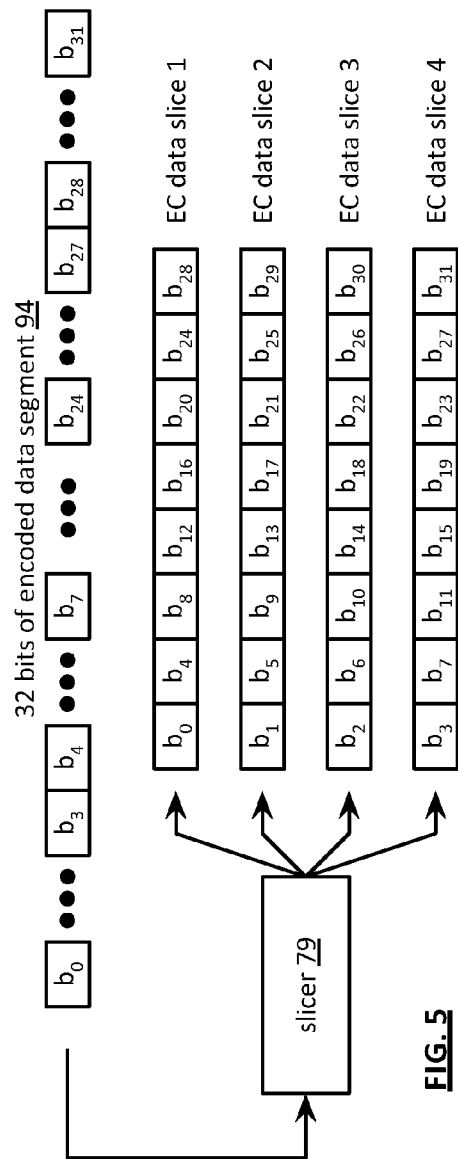 32 bits of encoded data segment 94
b0 ••• b3 b4 ••• b7 ••• b24 ••• b27 b28 ••• b31
b0 b4 b8 b12 b16 b20 b24 b28 EC data slice 1
b1 b5 b9 b13 b17 b21 b25 b29 EC data slice 2
slicer 79
b2 b6 b10 b14 b18 b22 b26 b30 EC data slice 3
b3 b7 b11 b15 b19 b23 b27 b31 EC data slice 4
FIG. 5